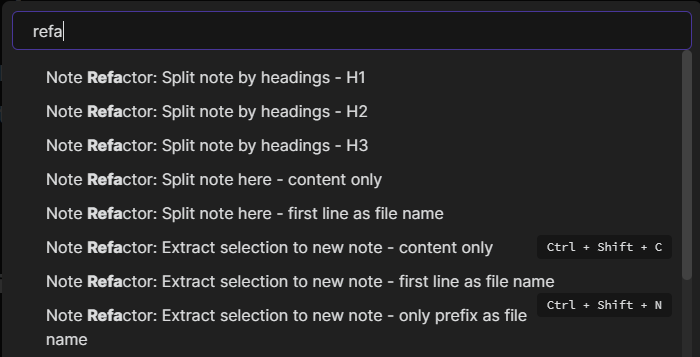 refa
Note Refactor: Split note by headings - H1
Note Refactor: Split note by headings - H2
Note Refactor: Split note by headings - H3
Note Refactor: Split note here - content only
Note Refactor: Split note here - first line as file name
Note Refactor: Extract selection to new note - content only Ctrl + Shift + C
Note Refactor: Extract selection to new note - first line as file name
Ctrl + Shift + N
Note Refactor: Extract selection to new note - only prefix as file
name